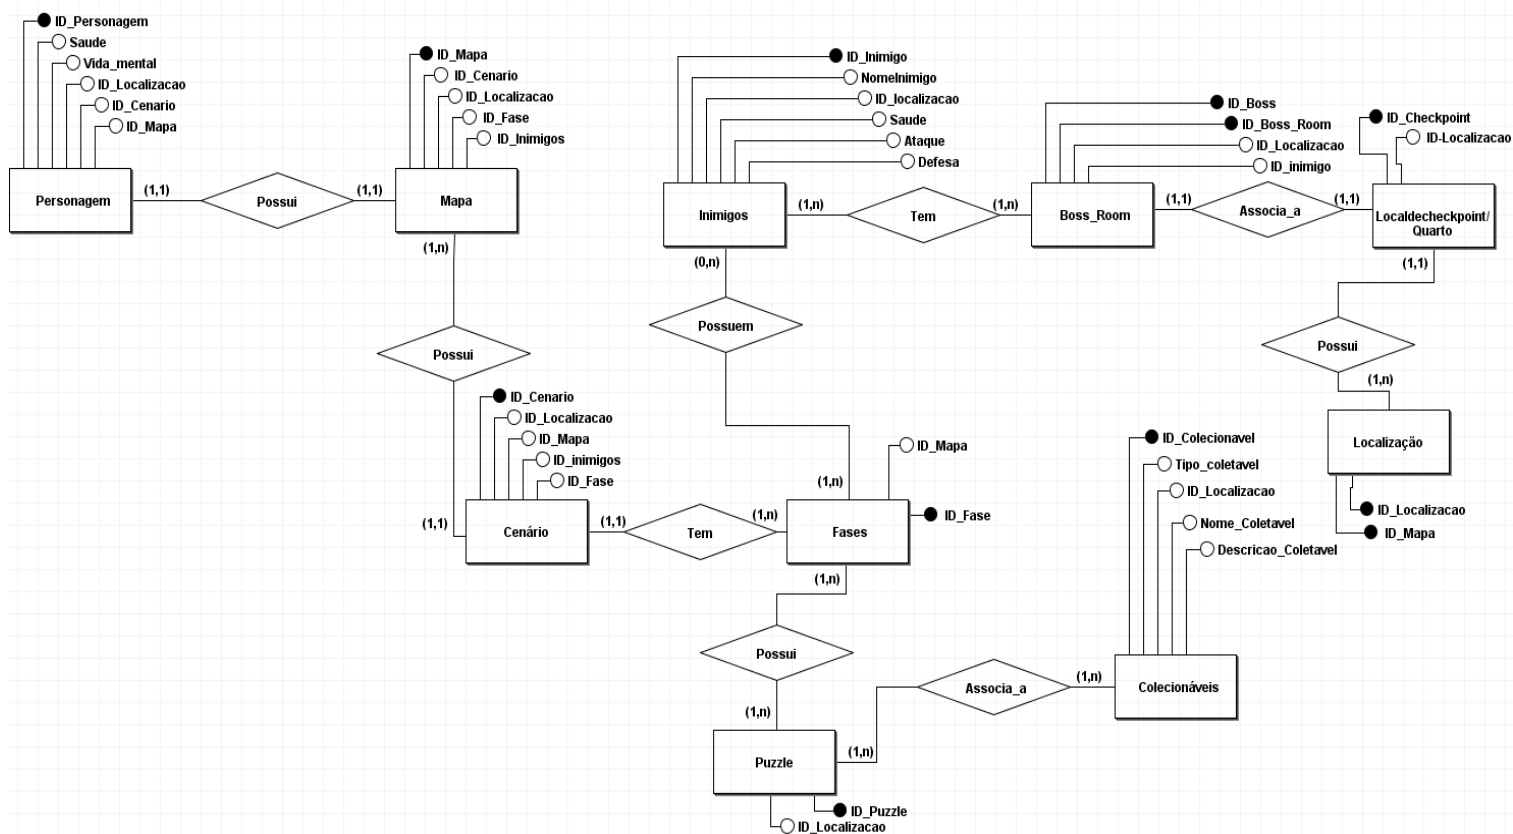 ID_Personagem
Saude
Vida_mental
ID_Localizacao
ID_Cenario
ID_Mapa
Personagem
(1,1)
Possui
(1,1)
ID_Mapa
ID_Cenario
ID_Localizacao
ID_Fase
ID_Inimigos
Mapa
(1,n)
Possui
(1,1)
ID_Cenario
ID_Localizacao
ID_Mapa
ID_inimigos
ID_Fase
Cenário
(1,1)
Tem
(1,n)
ID_Inimigo
NomeInimigo
ID_localizacao
Saude
Ataque
Defesa
Inimigos
(1,n)
Tem
(1,n)
(0,n)
Possuem
(1,n)
ID_Mapa
ID_Fase
Fases
(1,n)
Possui
(1,n)
Puzzle
ID_Puzzle
ID_Localizacao
(1,n)
Associa_a
(1,n)
ID_Boss
ID_Boss_Room
ID_Localizacao
ID_inimigo
Boss_Room
(1,1)
Associa_a
(1,1)
ID_Checkpoint
ID-Localizacao
Localdecheckpoint/
Quarto
(1,1)
Possui
(1,n)
Localização
ID_Localizacao
ID_Mapa
ID_Colecionavel
Tipo_coletavel
ID_Localizacao
Nome_Coletavel
Descricao_Coletavel
Colecionáveis